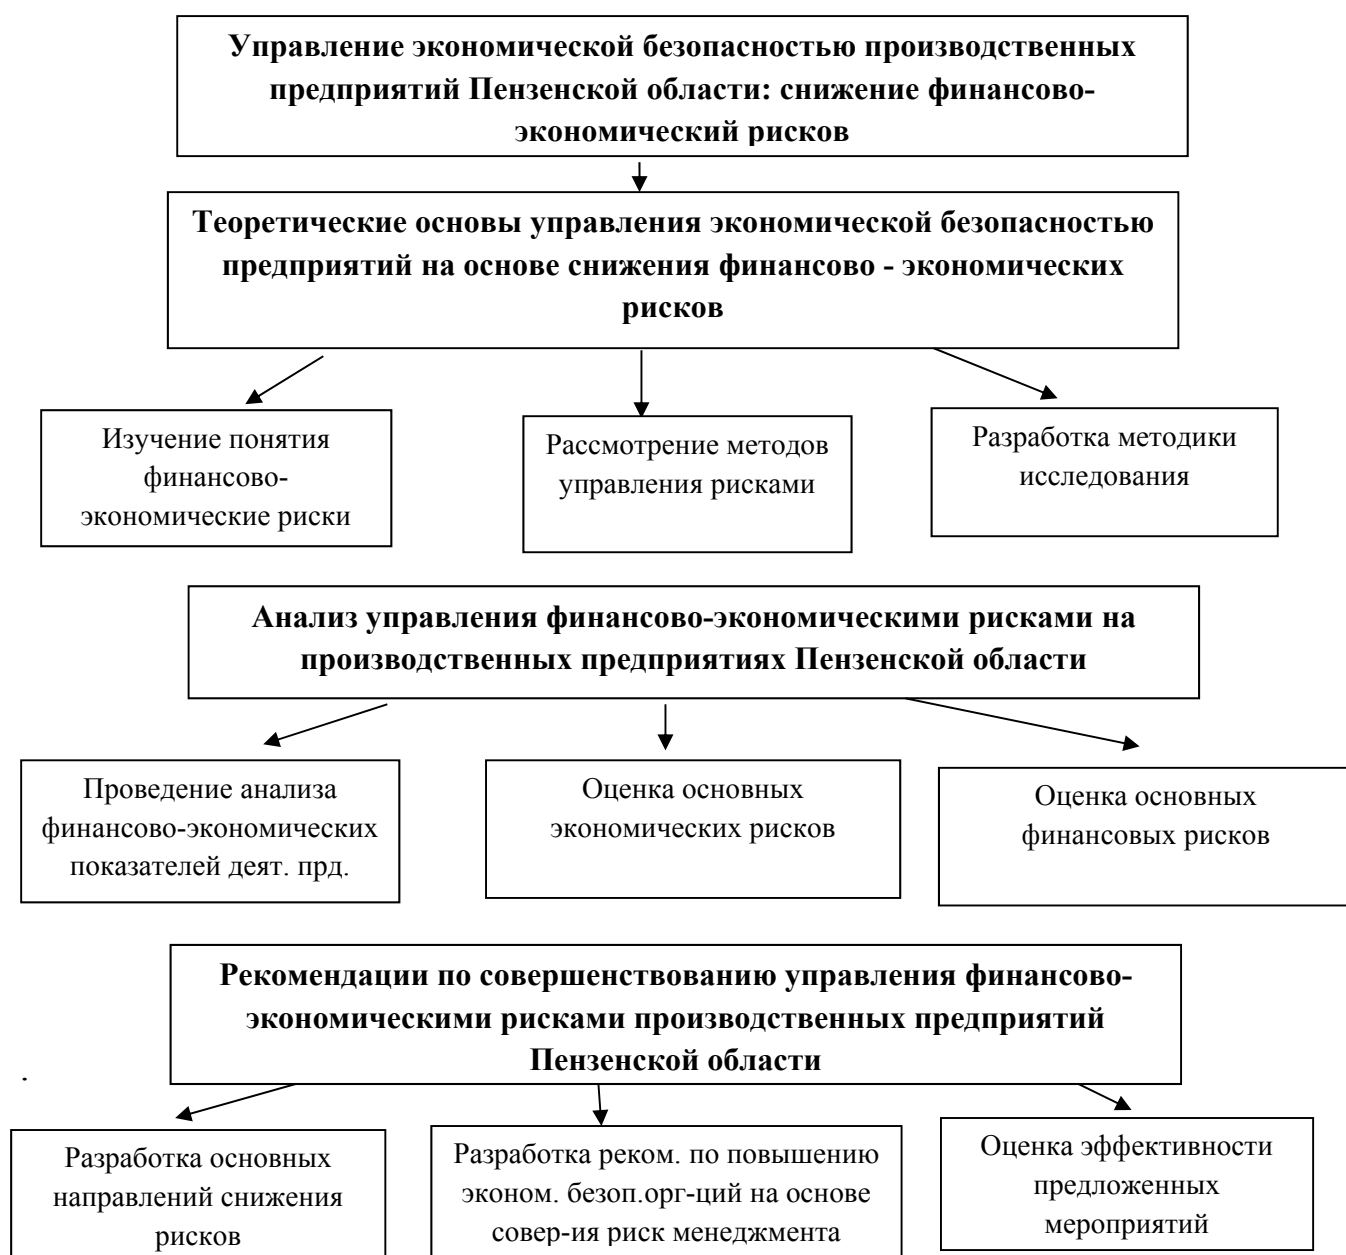 Управление экономической безопасностью производственных
предприятий Пензенской области: снижение финансово-
экономический рисков
Теоретические основы управления экономической безопасностью
предприятий на основе снижения финансово - экономических
рисков
Изучение понятия
финансово-
экономические риски
Рассмотрение методов
управления рисками
Разработка методики
исследования
Анализ управления финансово-экономическими рисками на
производственных предприятиях Пензенской области
Проведение анализа
финансово-экономических
показателей деят. прд.
Оценка основных
экономических рисков
Оценка основных
финансовых рисков
Рекомендации по совершенствованию управления финансово-
экономическими рисками производственных предприятий
Пензенской области
.
Разработка основных
направлений снижения
рисков
Разработка реком. по повышению
эконом. безоп.орг-ций на основе
совер-ия риск менеджмента
Оценка эффективности
предложенных
мероприятий